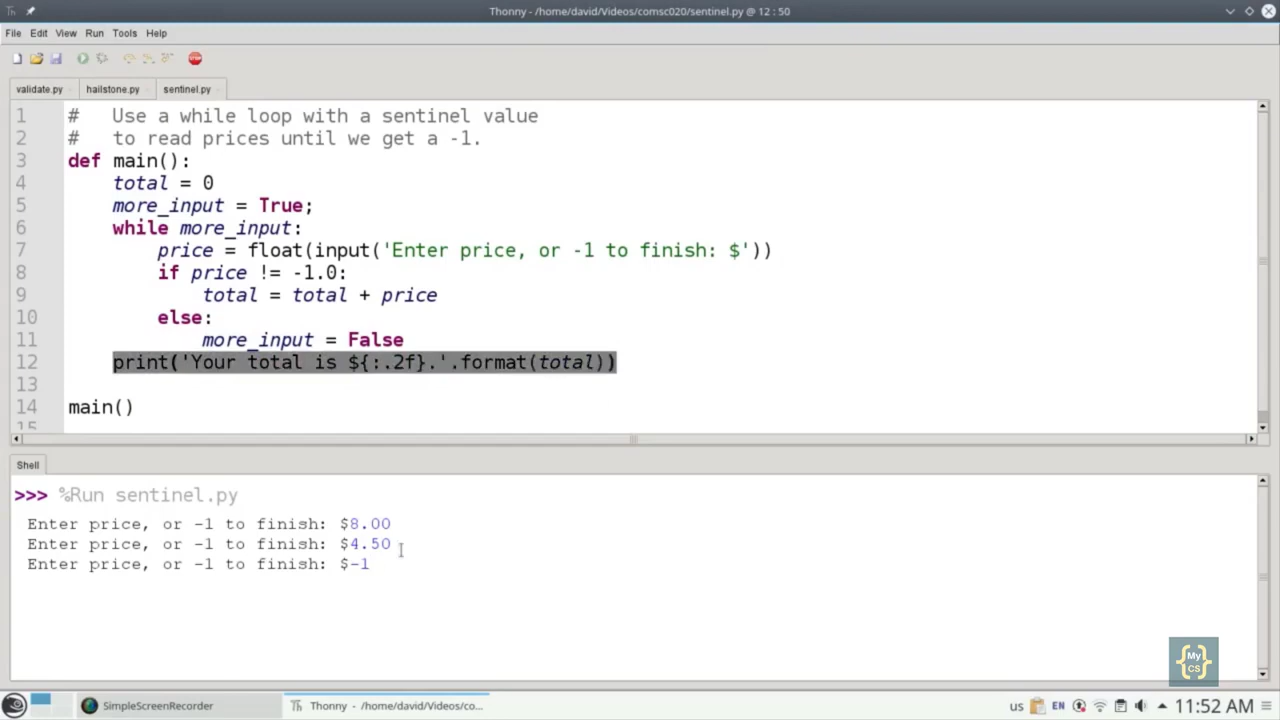 Thonny - /home/david/Videos/comsc020/sentinel.py @ 12 : 50
File Edit View Run Tools Help
STOP
validate.py hailstone.py sentinel.py
1 # Use a while loop with a sentinel value
2 # to read prices until we get a -1.
3 def main():
4 total = 0
5 more_input = True;
6 while more_input:
7 price = float(input('Enter price, or -1 to finish: $'))
8 if price != -1.0:
9 total = total + price
10 else:
11 more_input = False
12 print('Your total is ${:.2f}.'.format(total))
13
14 main()
15
Shell
>>> %Run sentinel.py
Enter price, or -1 to finish: $8.00
Enter price, or -1 to finish: $4.50
Enter price, or -1 to finish: $-1
{My CS}
SimpleScreenRecorder Thonny - /home/david/Videos/co... us EN 11:52 AM